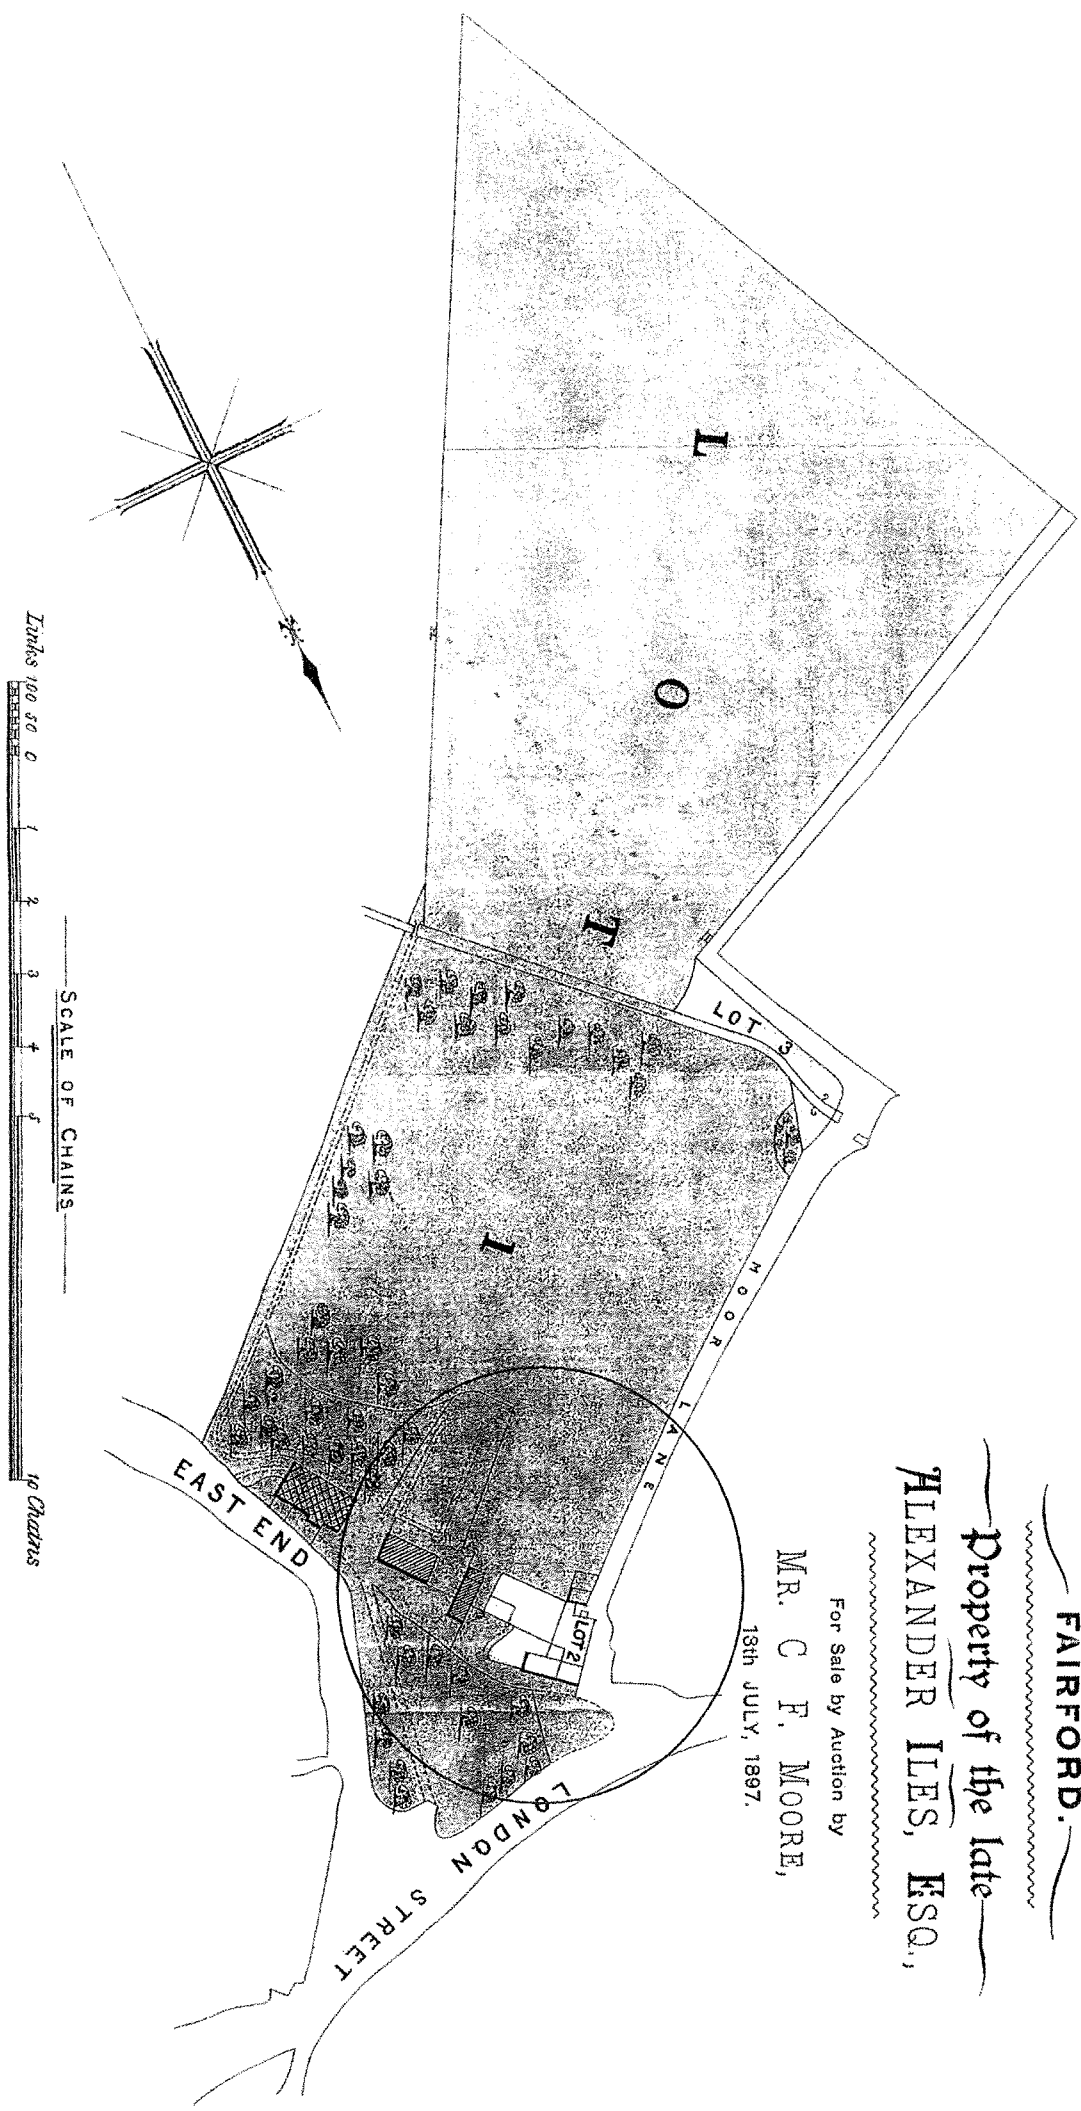 FAIRFORD.
Property of the late
ALEXANDER ILES, ESQ.,
For Sale by Auction by
MR. C F. MOORE,
13th JULY, 1897.
LOT 1
LOT 2
LOT 3
MOOR LANE
EAST END
LONDON STREET
N
SCALE OF CHAINS
Links 100 50 0 1 2 3 4 5 10 Chains